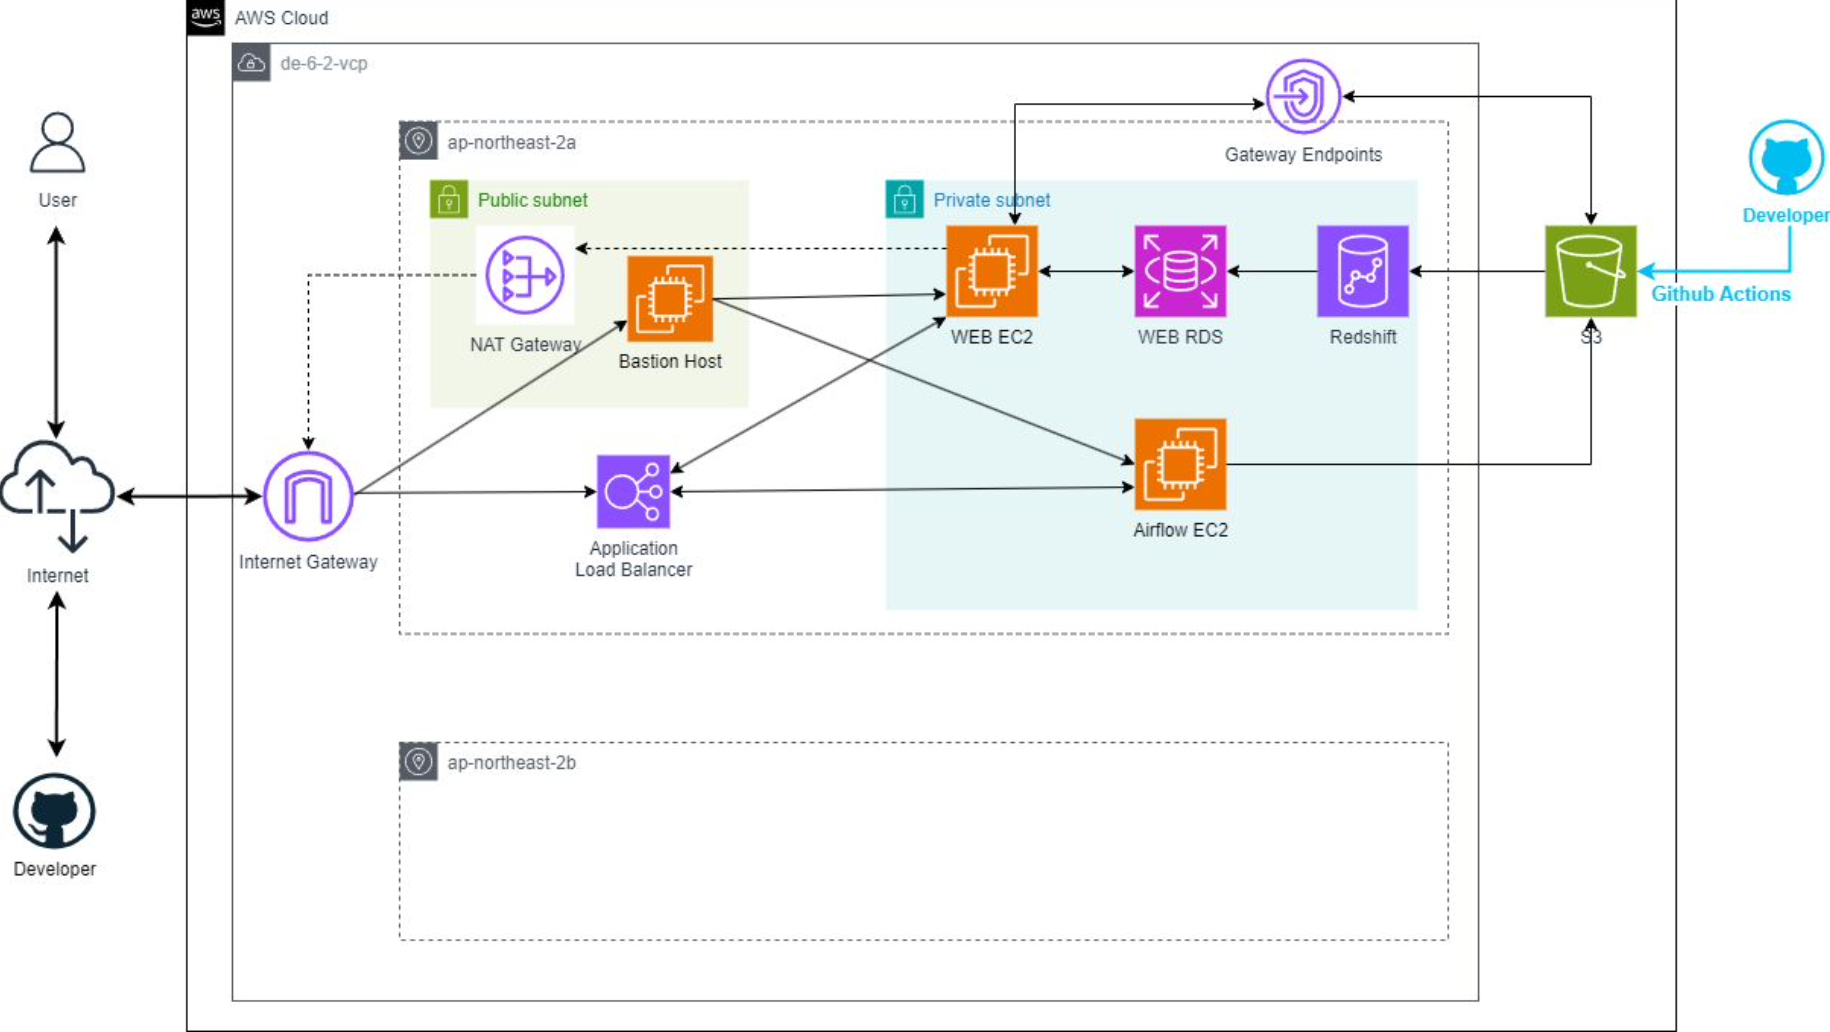 aws
AWS Cloud
de-6-2-vcp
User
ap-northeast-2a
Gateway Endpoints
Public subnet
Private subnet
Developer
NAT Gateway
Bastion Host
WEB EC2
WEB RDS
Redshift
S3
Github Actions
Internet
Internet Gateway
Application
Load Balancer
Airflow EC2
ap-northeast-2b
Developer